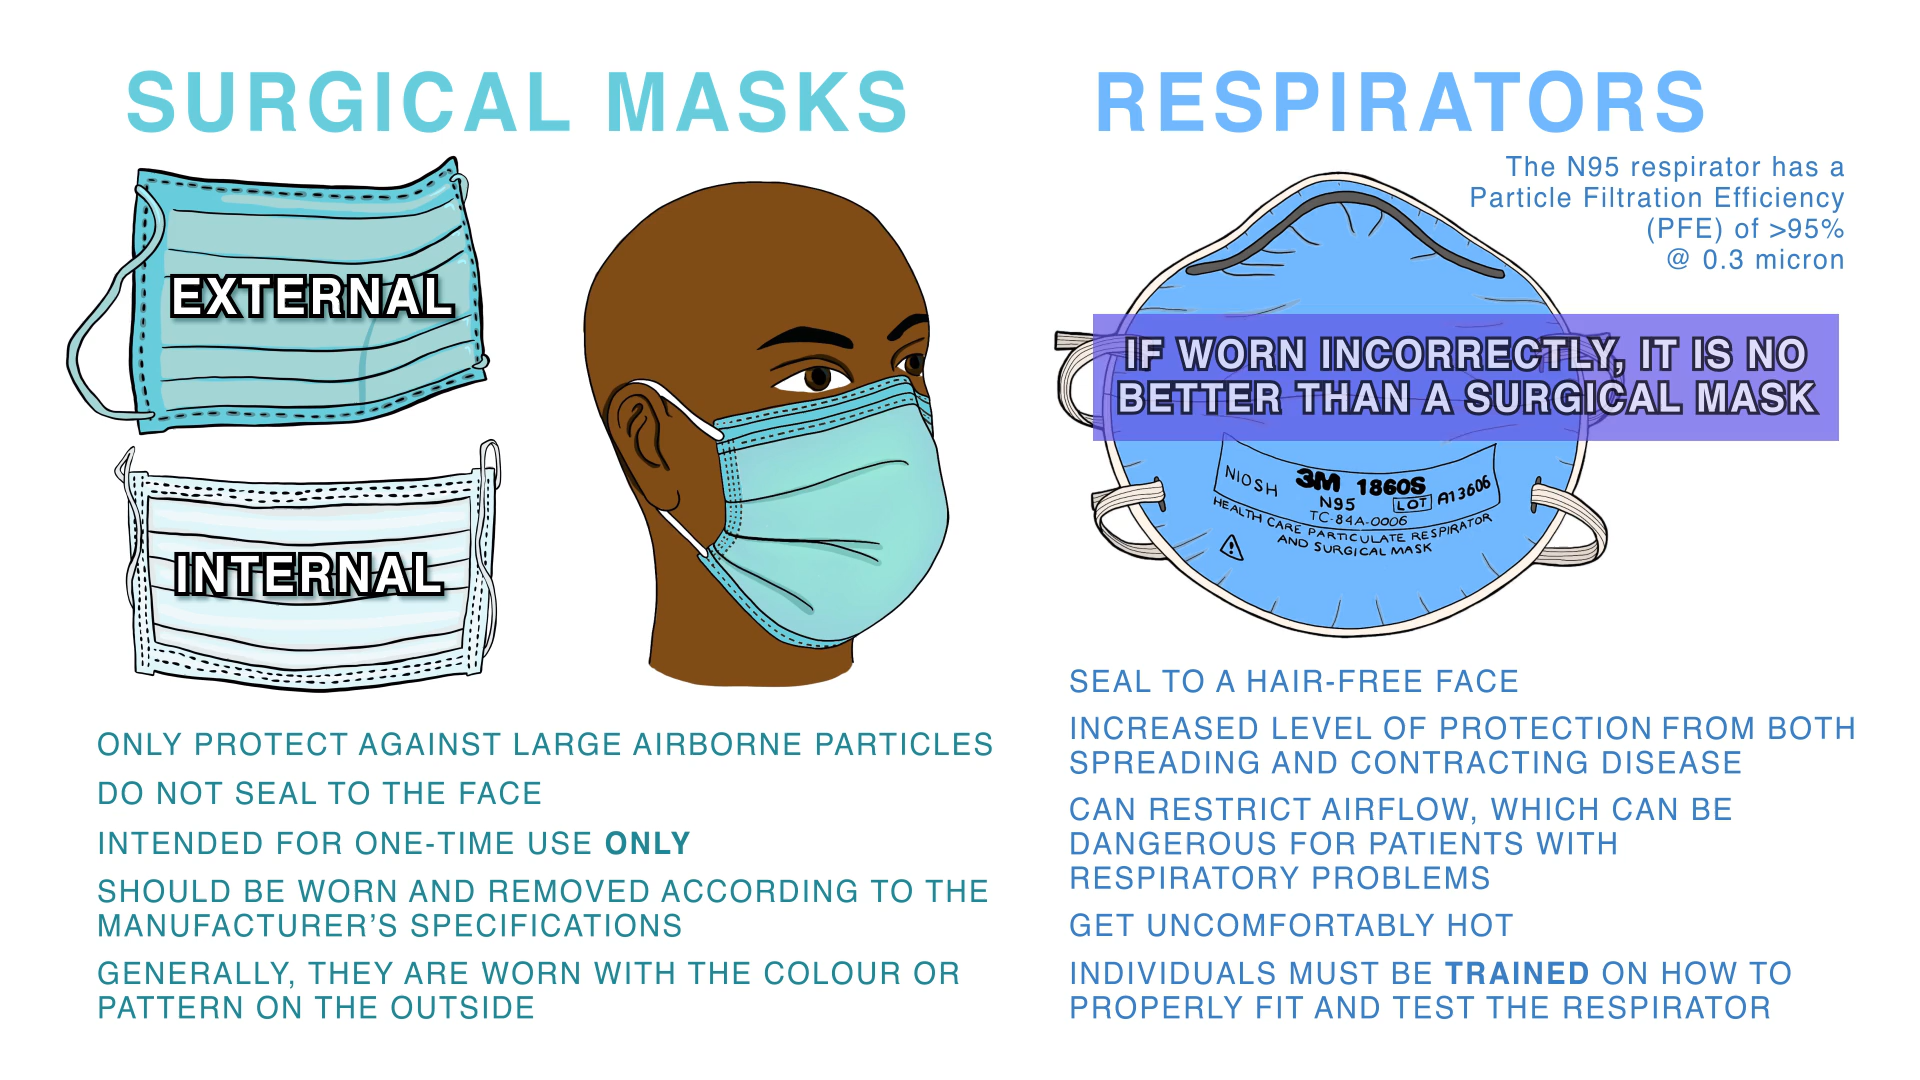 SURGICAL MASKS
EXTERNAL
INTERNAL
ONLY PROTECT AGAINST LARGE AIRBORNE PARTICLES
DO NOT SEAL TO THE FACE
INTENDED FOR ONE-TIME USE ONLY
SHOULD BE WORN AND REMOVED ACCORDING TO THE
MANUFACTURER’S SPECIFICATIONS
GENERALLY, THEY ARE WORN WITH THE COLOUR OR
PATTERN ON THE OUTSIDE
RESPIRATORS
The N95 respirator has a
Particle Filtration Efficiency
(PFE) of >95%
@ 0.3 micron
IF WORN INCORRECTLY, IT IS NO
BETTER THAN A SURGICAL MASK
NIOSH 3M 1860S
N95 LOT A13606
TC-84A-0006
HEALTH CARE PARTICULATE RESPIRATOR
AND SURGICAL MASK
SEAL TO A HAIR-FREE FACE
INCREASED LEVEL OF PROTECTION FROM BOTH
SPREADING AND CONTRACTING DISEASE
CAN RESTRICT AIRFLOW, WHICH CAN BE
DANGEROUS FOR PATIENTS WITH
RESPIRATORY PROBLEMS
GET UNCOMFORTABLY HOT
INDIVIDUALS MUST BE TRAINED ON HOW TO
PROPERLY FIT AND TEST THE RESPIRATOR